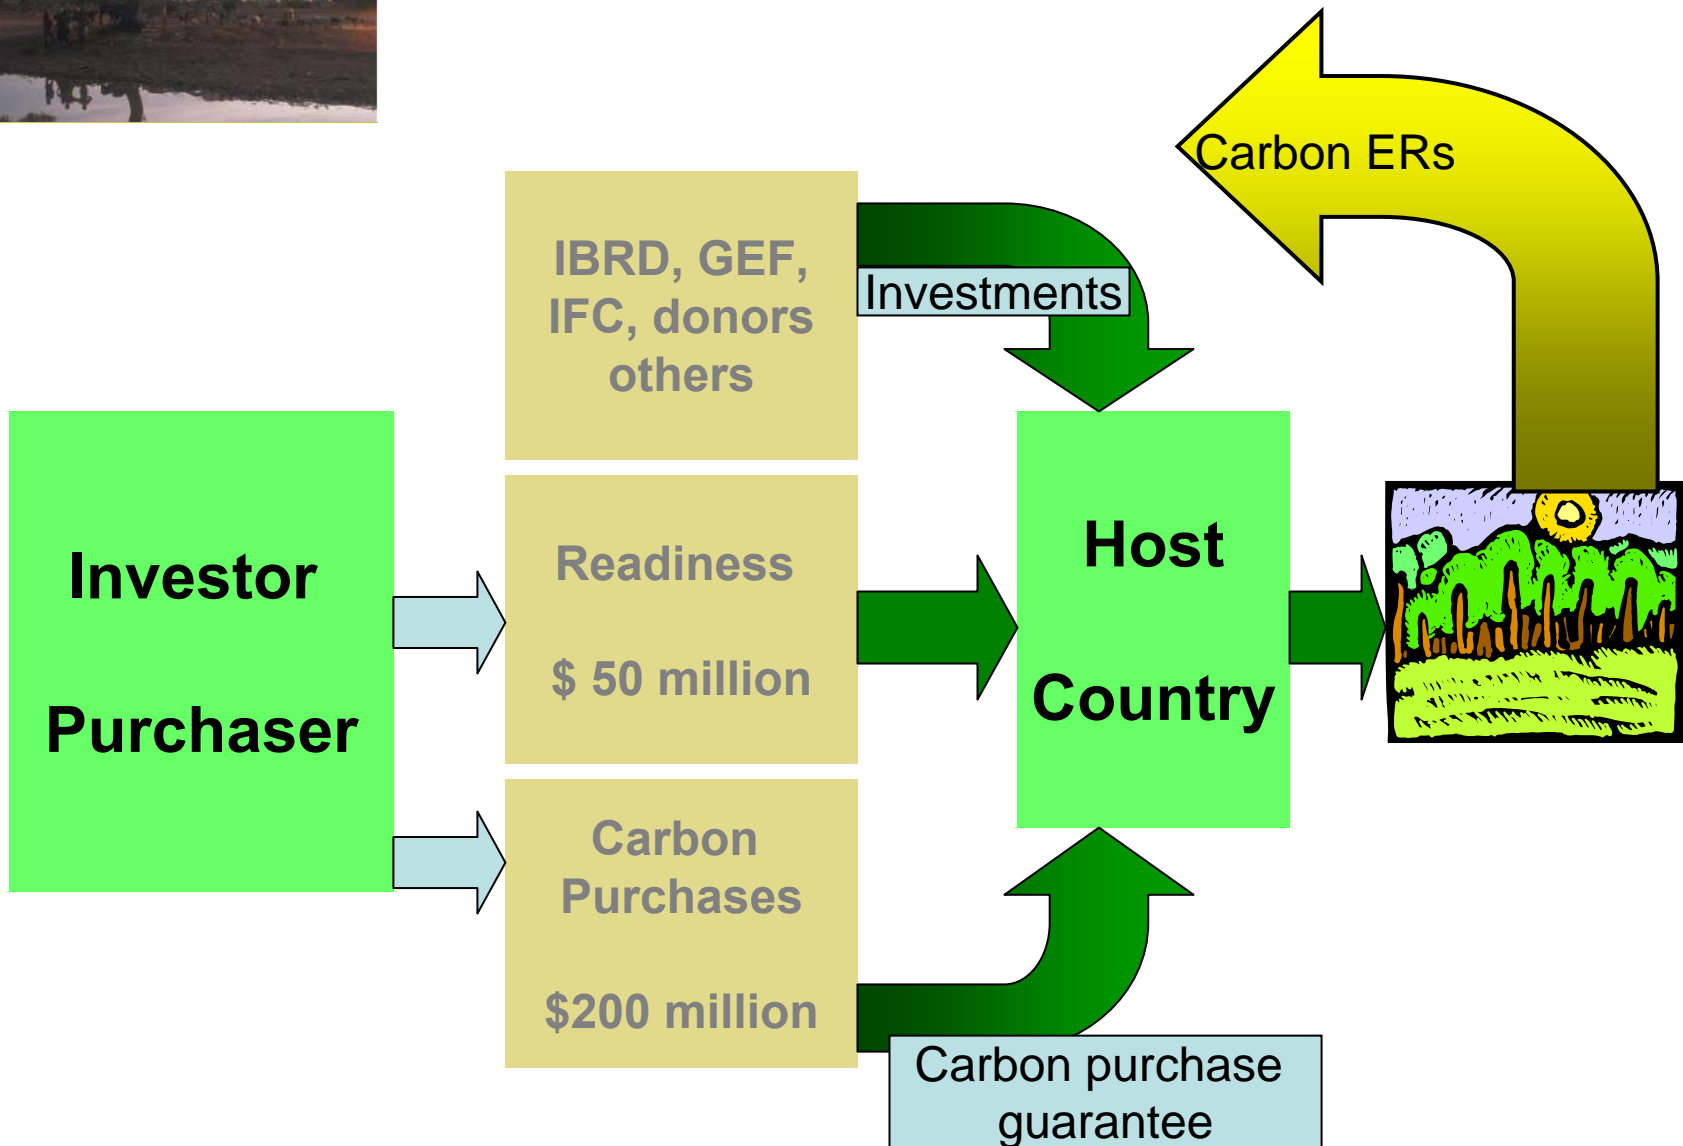 Carbon ERs
IBRD, GEF,
IFC, donors
others
Investments
Investor
Purchaser
Readiness
$ 50 million
Host
Country
Carbon
Purchases
$200 million
Carbon purchase
guarantee